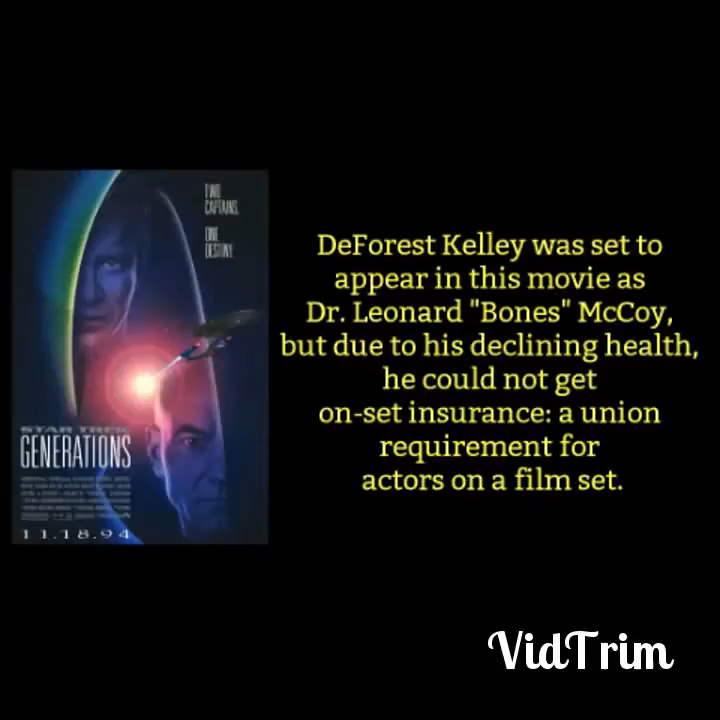 TWO
CAPTAINS.
ONE
DESTINY.
STAR TREK
GENERATIONS
11.18.94
DeForest Kelley was set to
appear in this movie as
Dr. Leonard "Bones" McCoy,
but due to his declining health,
he could not get
on-set insurance: a union
requirement for
actors on a film set.
VidTrim